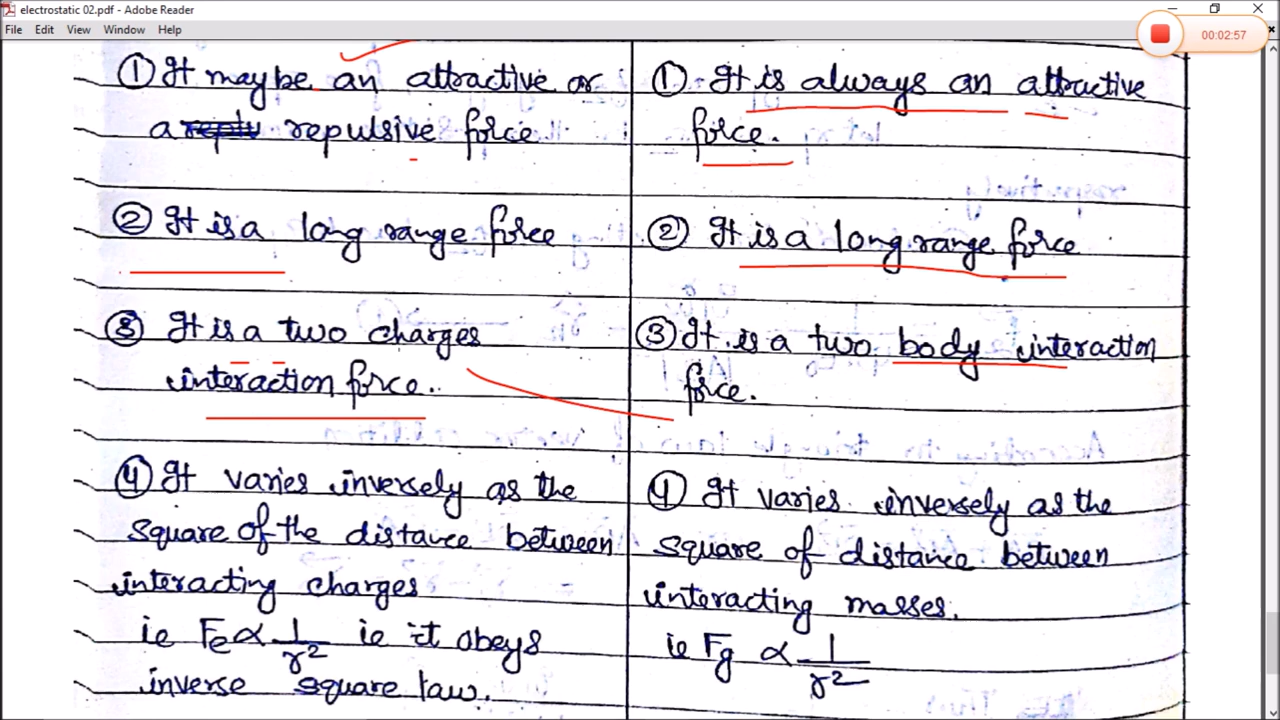 electrostatic 02.pdf - Adobe Reader
File Edit View Window Help
00:02:57
① It may be an attractive or
a repulsive force
② It is a long range force
③ It is a two charges
interaction force.
④ It varies inversely as the
square of the distance between
interacting charges
ie Fe ∝ 1/r² ie it obeys
inverse square law.
① It is always an attractive
force.
② It is a long range force
③ It is a two body interaction
force.
④ It varies inversely as the
square of distance between
interacting masses.
ie Fg ∝ 1/r²